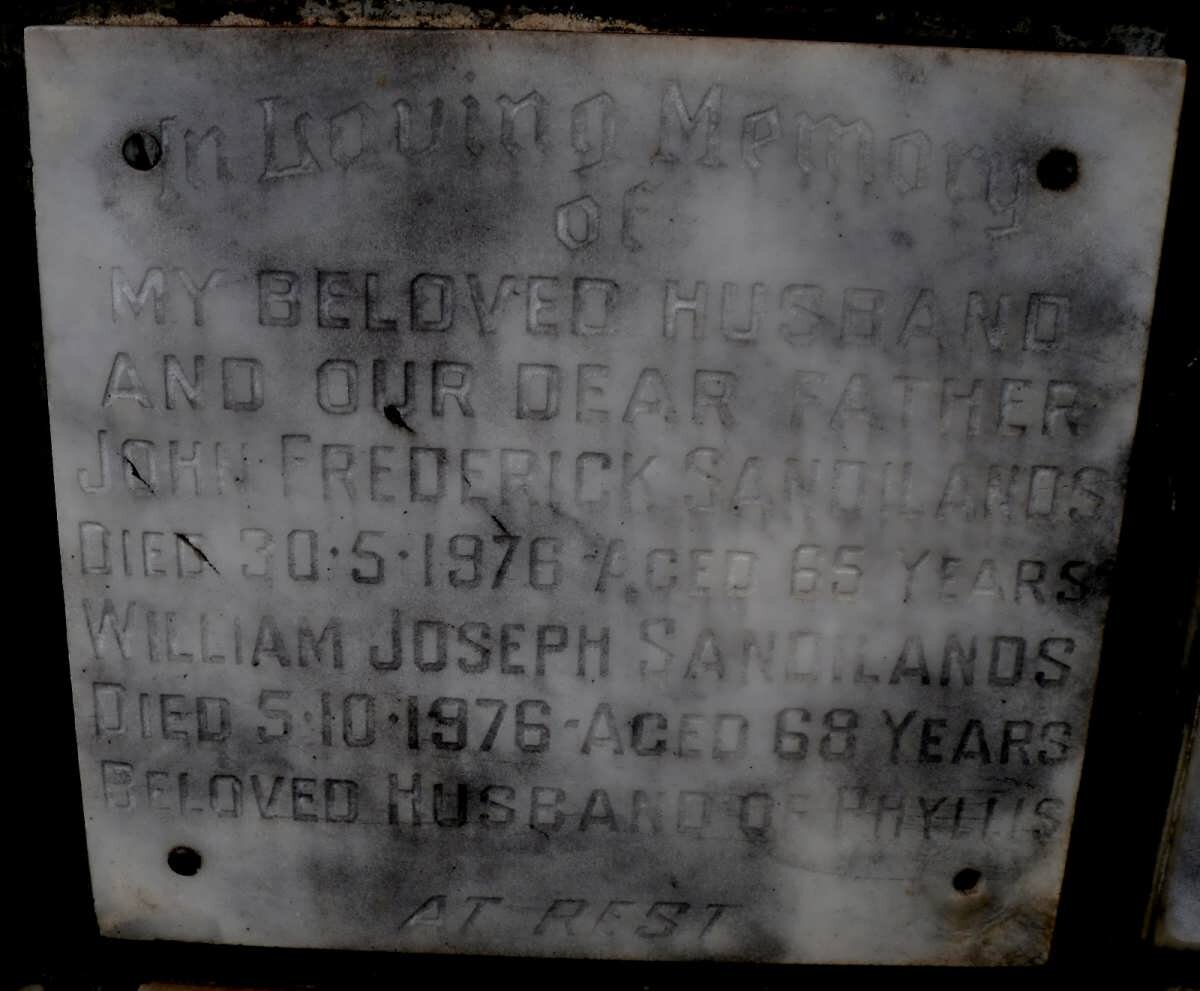 In Loving Memory
of
MY BELOVED HUSBAND
AND OUR DEAR FATHER
JOHN FREDERICK SANDILANDS
DIED 30·5·1976·AGED 65 YEARS
WILLIAM JOSEPH SANDILANDS
DIED 5·10·1976·AGED 68 YEARS
BELOVED HUSBAND OF PHYLLIS
AT REST